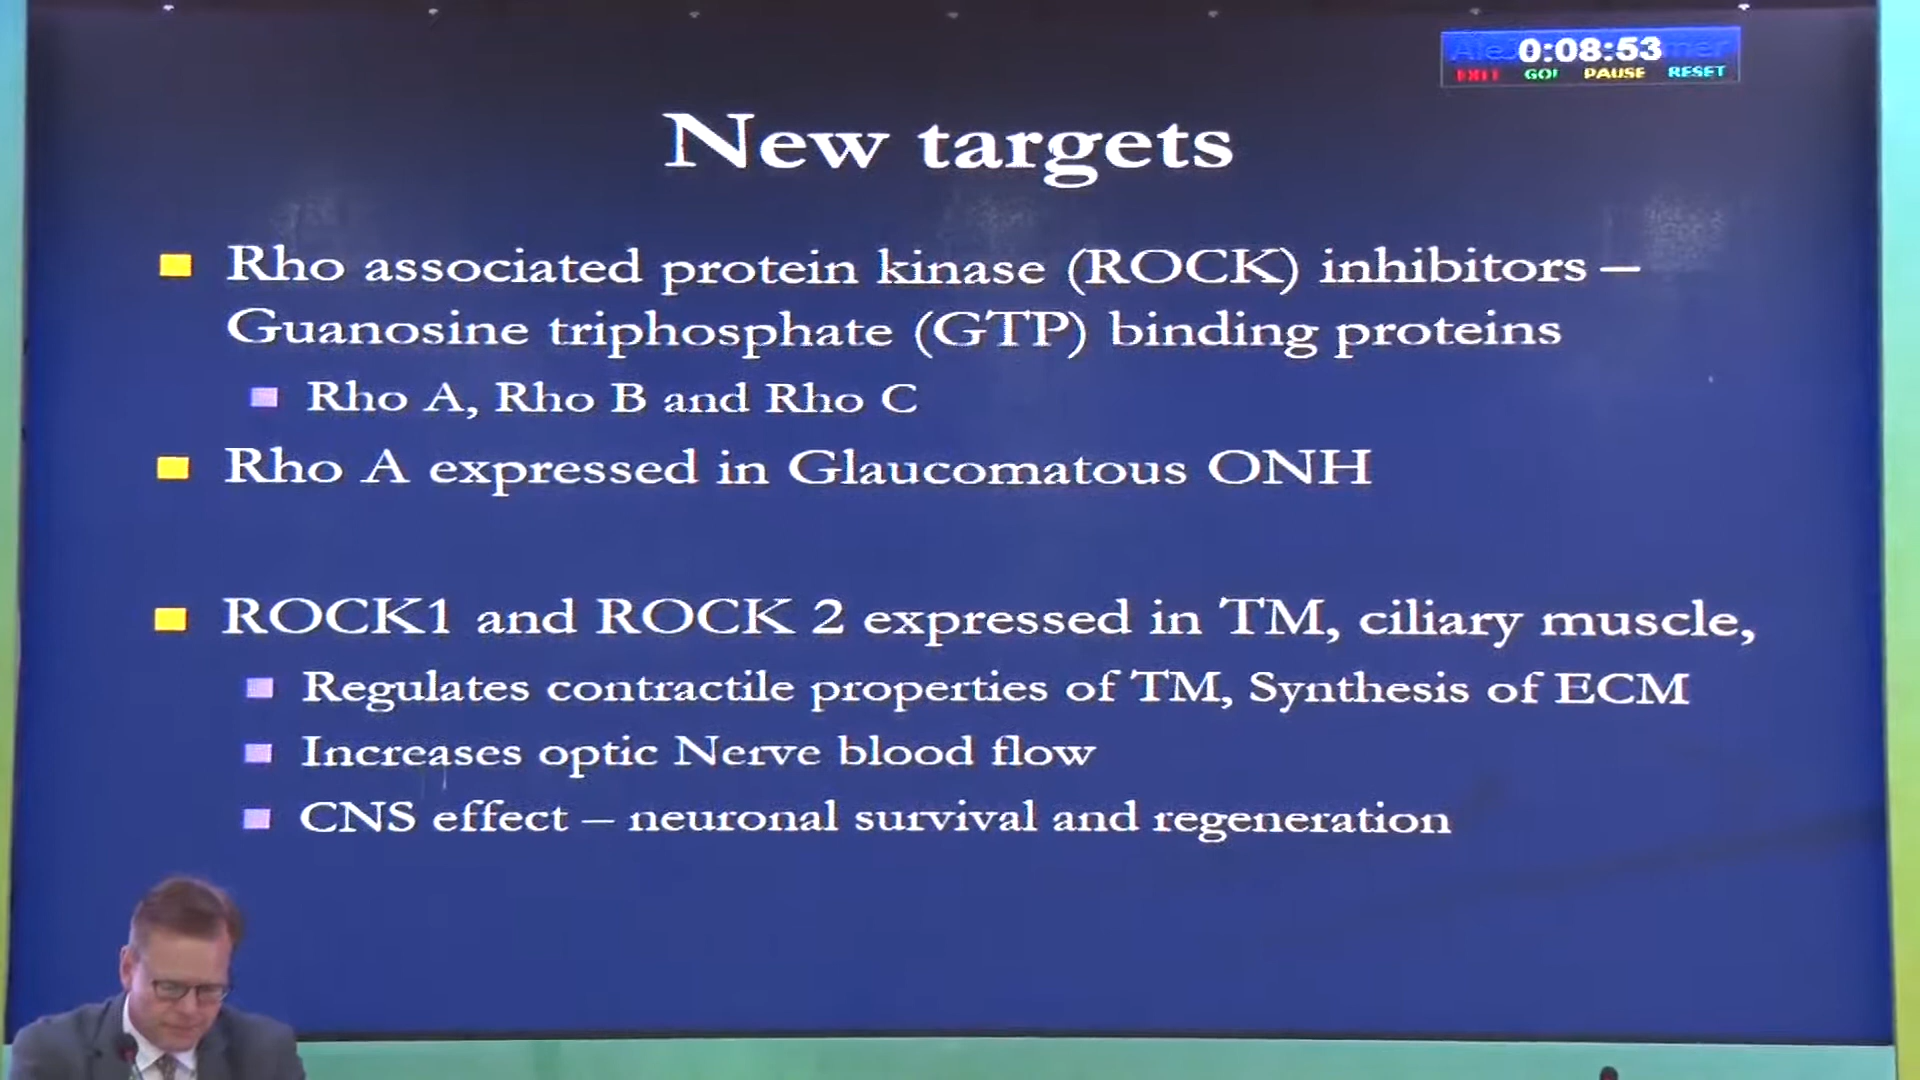 0:08:53
EXIT GO! PAUSE RESET
New targets
Rho associated protein kinase (ROCK) inhibitors –
Guanosine triphosphate (GTP) binding proteins
Rho A, Rho B and Rho C
Rho A expressed in Glaucomatous ONH
ROCK1 and ROCK 2 expressed in TM, ciliary muscle,
Regulates contractile properties of TM, Synthesis of ECM
Increases optic Nerve blood flow
CNS effect – neuronal survival and regeneration